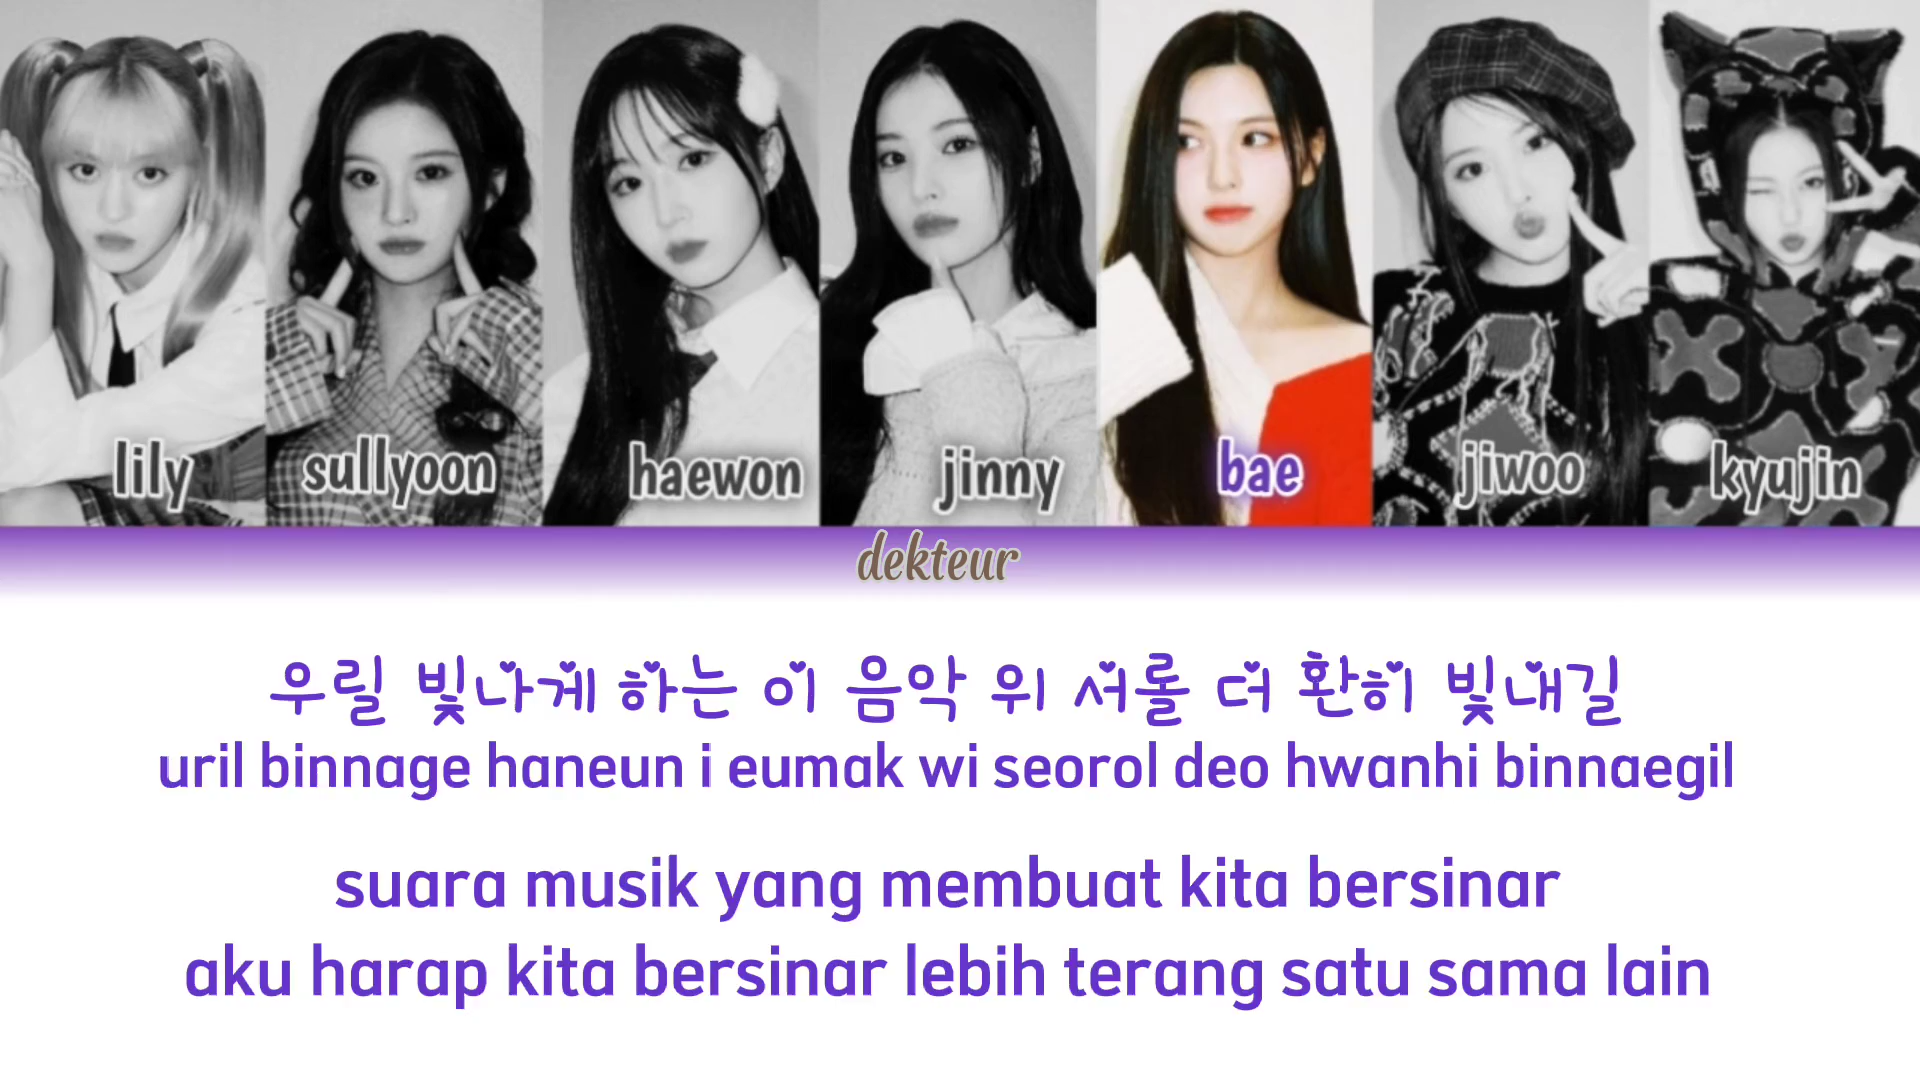 lily sullyoon haewon jinny bae jiwoo kyujin
dekteur
우릴 빛나게 하는 이 음악 위 서롤 더 환히 빛내길
uril binnage haneun i eumak wi seorol deo hwanhi binnaegil
suara musik yang membuat kita bersinar
aku harap kita bersinar lebih terang satu sama lain